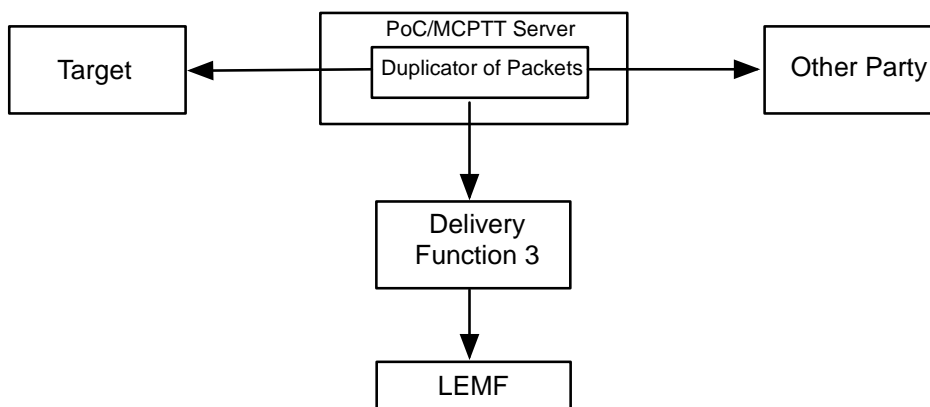 PoC/MCPTT Server
Target
Duplicator of Packets
Other Party
Delivery
Function 3
LEMF